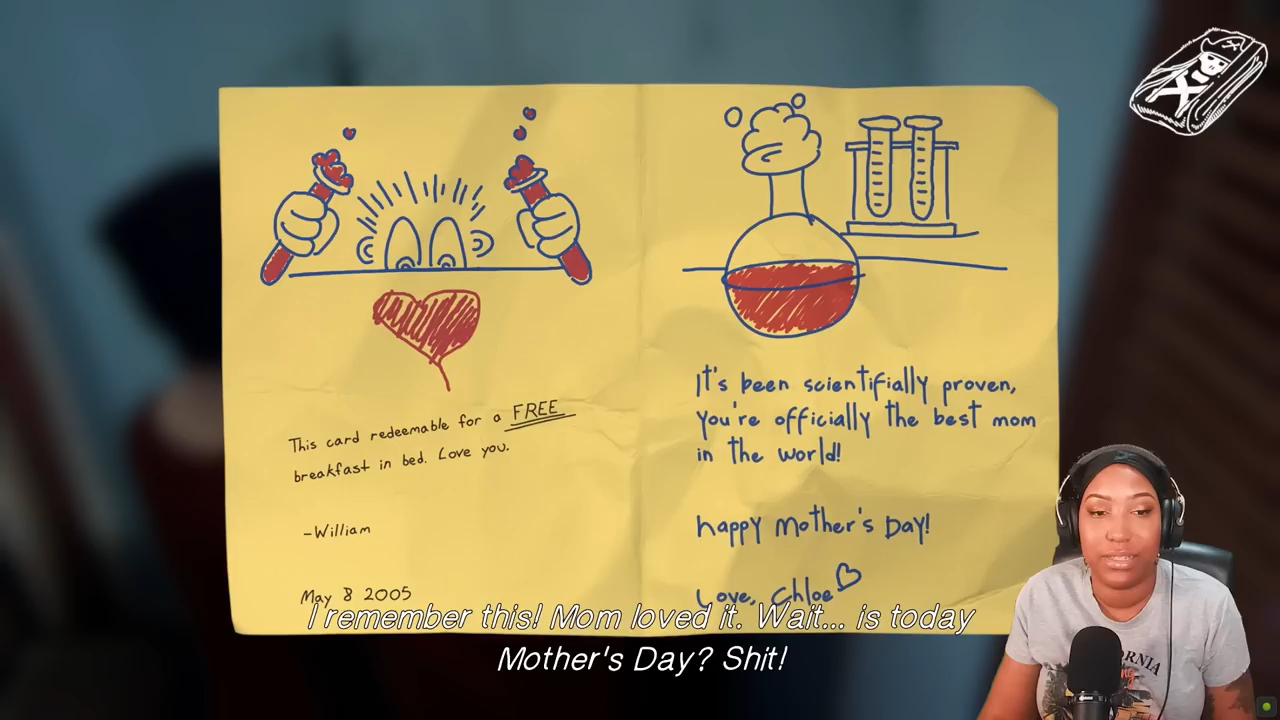 This card redeemable for a FREE
breakfast in bed. Love you.
-William
May 8 2005
It's been scientifially proven,
you're officially the best mom
in the world!
happy Mother's Day!
Love, Chloe
I remember this! Mom loved it. Wait... is today
Mother's Day? Shit!